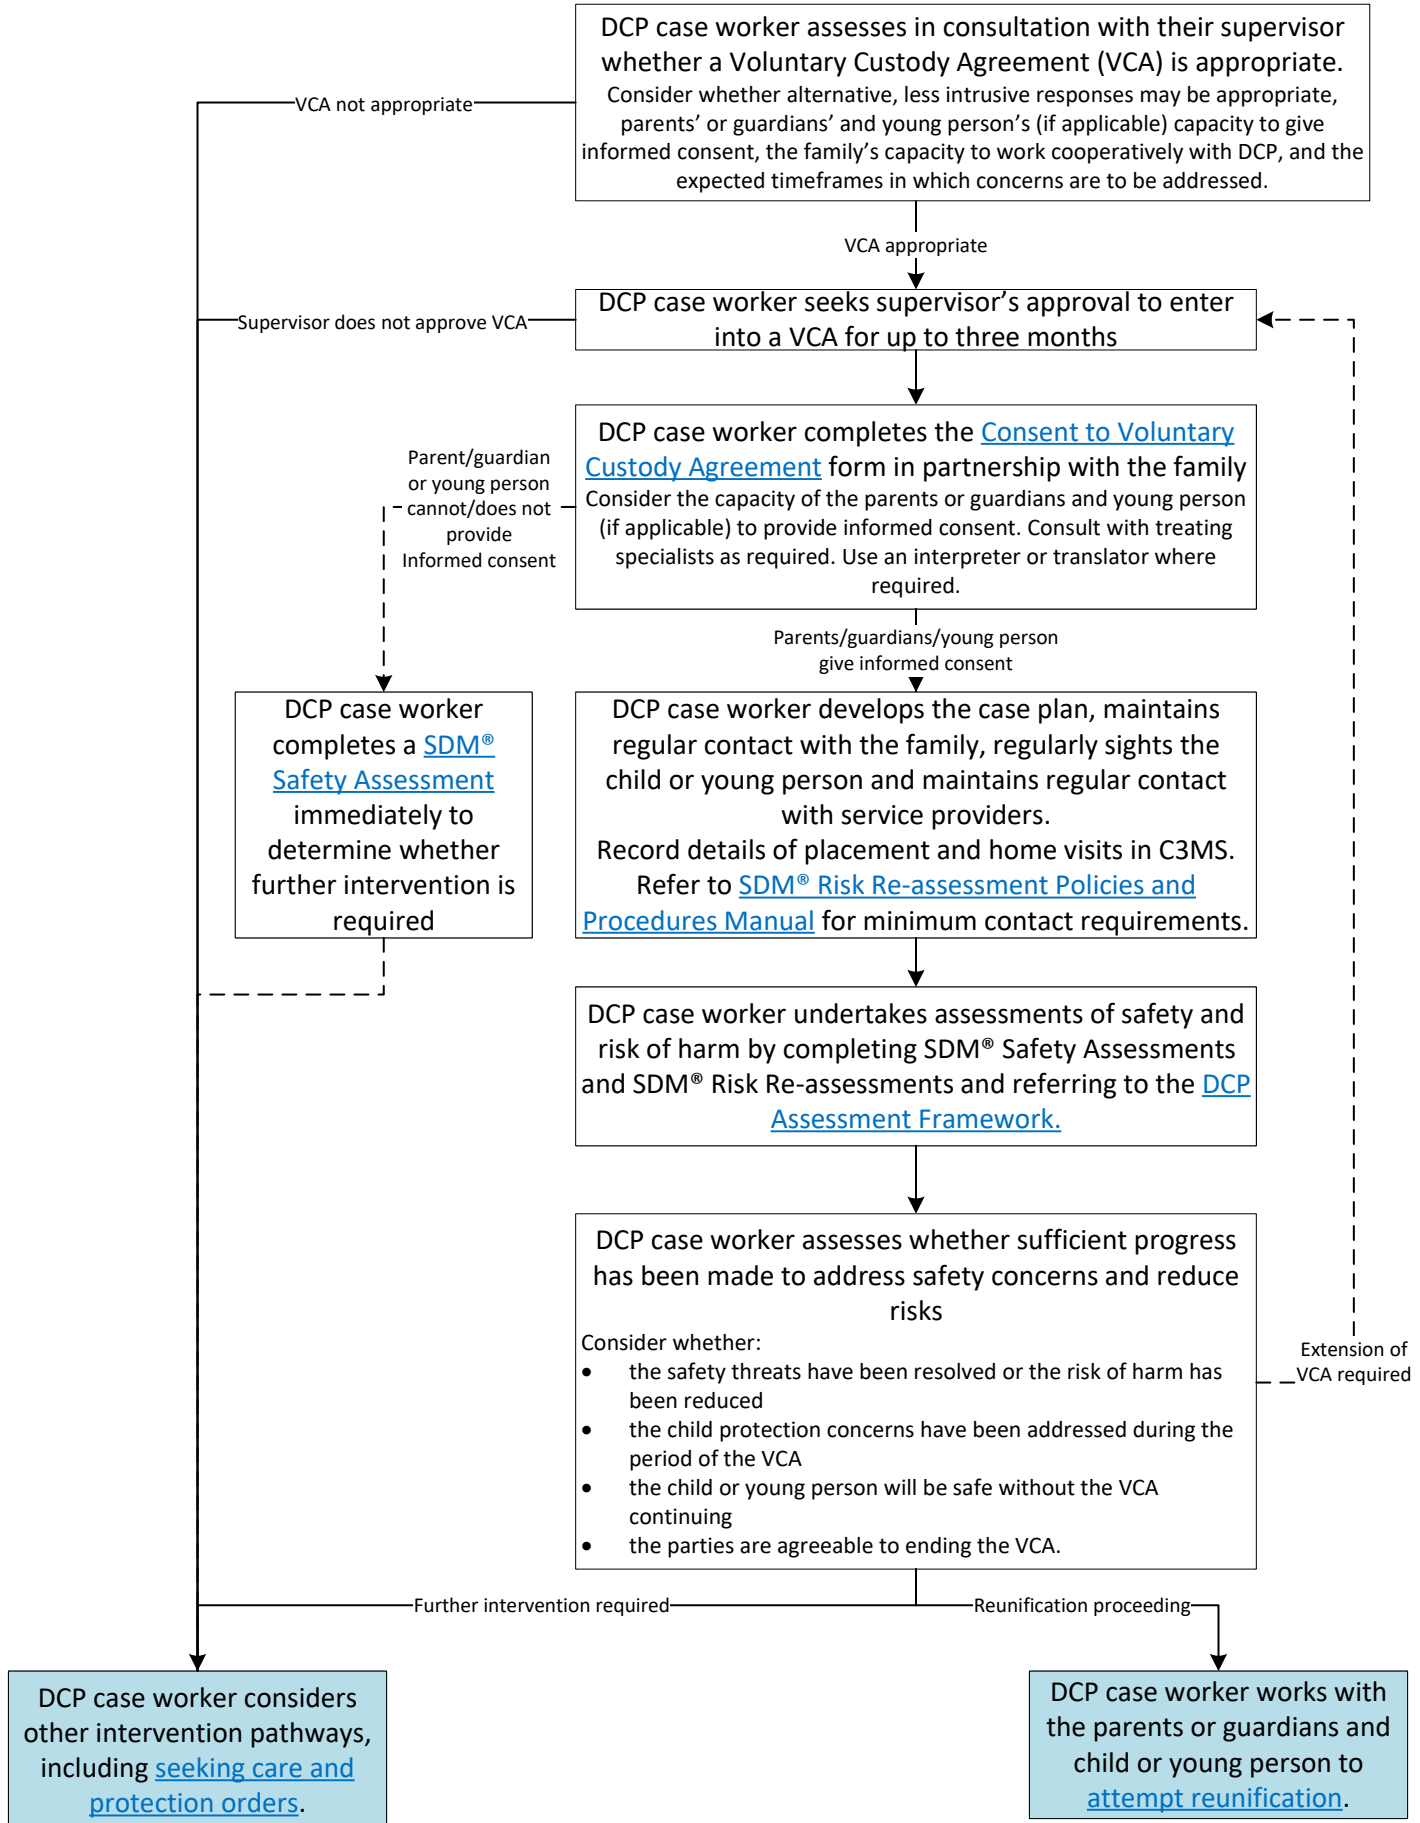 DCP case worker assesses in consultation with their supervisor
whether a Voluntary Custody Agreement (VCA) is appropriate.
Consider whether alternative, less intrusive responses may be appropriate,
parents’ or guardians’ and young person’s (if applicable) capacity to give
informed consent, the family’s capacity to work cooperatively with DCP, and the
expected timeframes in which concerns are to be addressed.
VCA not appropriate
VCA appropriate
DCP case worker seeks supervisor’s approval to enter
into a VCA for up to three months
Supervisor does not approve VCA
DCP case worker completes the Consent to Voluntary
Custody Agreement form in partnership with the family
Consider the capacity of the parents or guardians and young person
(if applicable) to provide informed consent. Consult with treating
specialists as required. Use an interpreter or translator where
required.
Parent/guardian
or young person
cannot/does not
provide
Informed consent
Parents/guardians/young person
give informed consent
DCP case worker
completes a SDM®
Safety Assessment
immediately to
determine whether
further intervention is
required
DCP case worker develops the case plan, maintains
regular contact with the family, regularly sights the
child or young person and maintains regular contact
with service providers.
Record details of placement and home visits in C3MS.
Refer to SDM® Risk Re-assessment Policies and
Procedures Manual for minimum contact requirements.
DCP case worker undertakes assessments of safety and
risk of harm by completing SDM® Safety Assessments
and SDM® Risk Re-assessments and referring to the DCP
Assessment Framework.
DCP case worker assesses whether sufficient progress
has been made to address safety concerns and reduce
risks
Consider whether:
• the safety threats have been resolved or the risk of harm has
been reduced
• the child protection concerns have been addressed during the
period of the VCA
• the child or young person will be safe without the VCA
continuing
• the parties are agreeable to ending the VCA.
Extension of
VCA required
Further intervention required
Reunification proceeding
DCP case worker considers
other intervention pathways,
including seeking care and
protection orders.
DCP case worker works with
the parents or guardians and
child or young person to
attempt reunification.